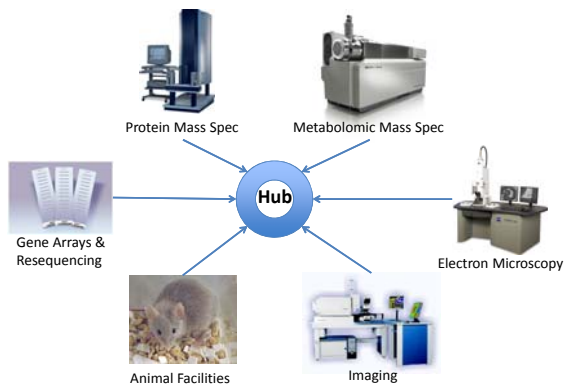 Protein Mass Spec
Metabolomic Mass Spec
Hub
Gene Arrays &
Resequencing
Electron Microscopy
Animal Facilities
Imaging